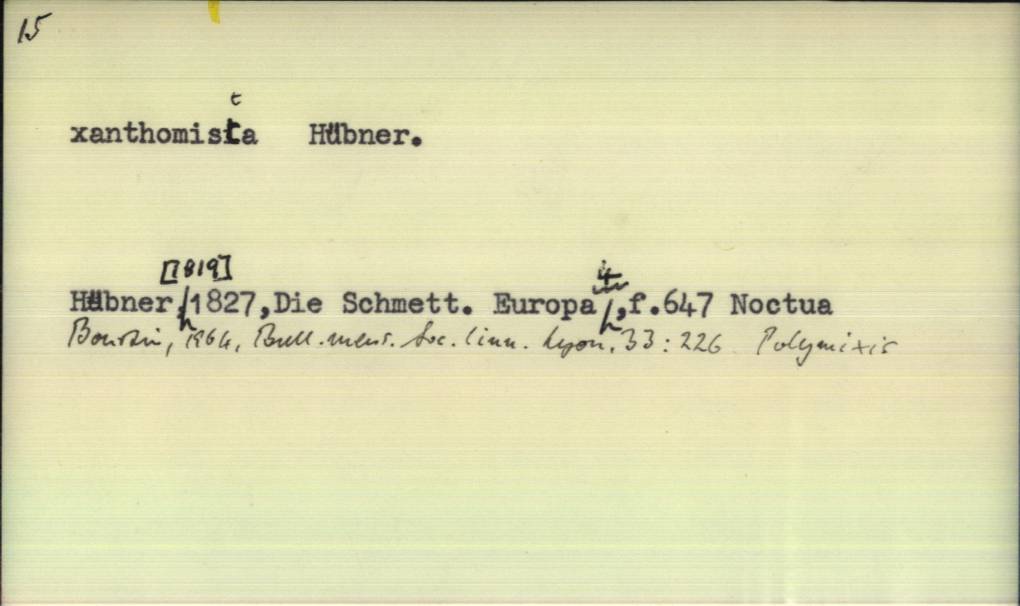 15
xanthomista Hübner.
[1819]
Hübner,1827,Die Schmett. Europa 4,f.647 Noctua
Boursin, 1964, Bull. mens. Soc. linn. Lyon. 33: 226 Polymixis